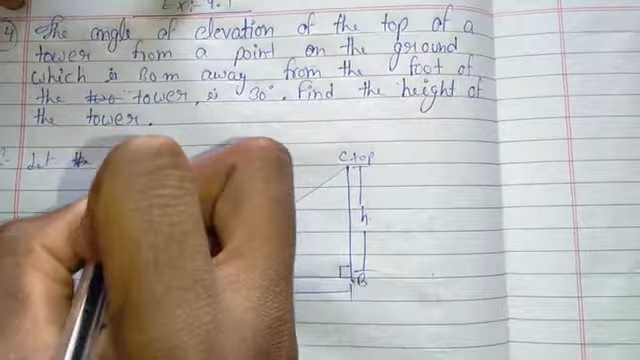 Ex:- 9.1
4) The angle of elevation of the top of a
tower from a point on the ground
which is 30 m away from the foot of
the tower, is 30°. Find the height of
the tower.
Let the
C top
h
B